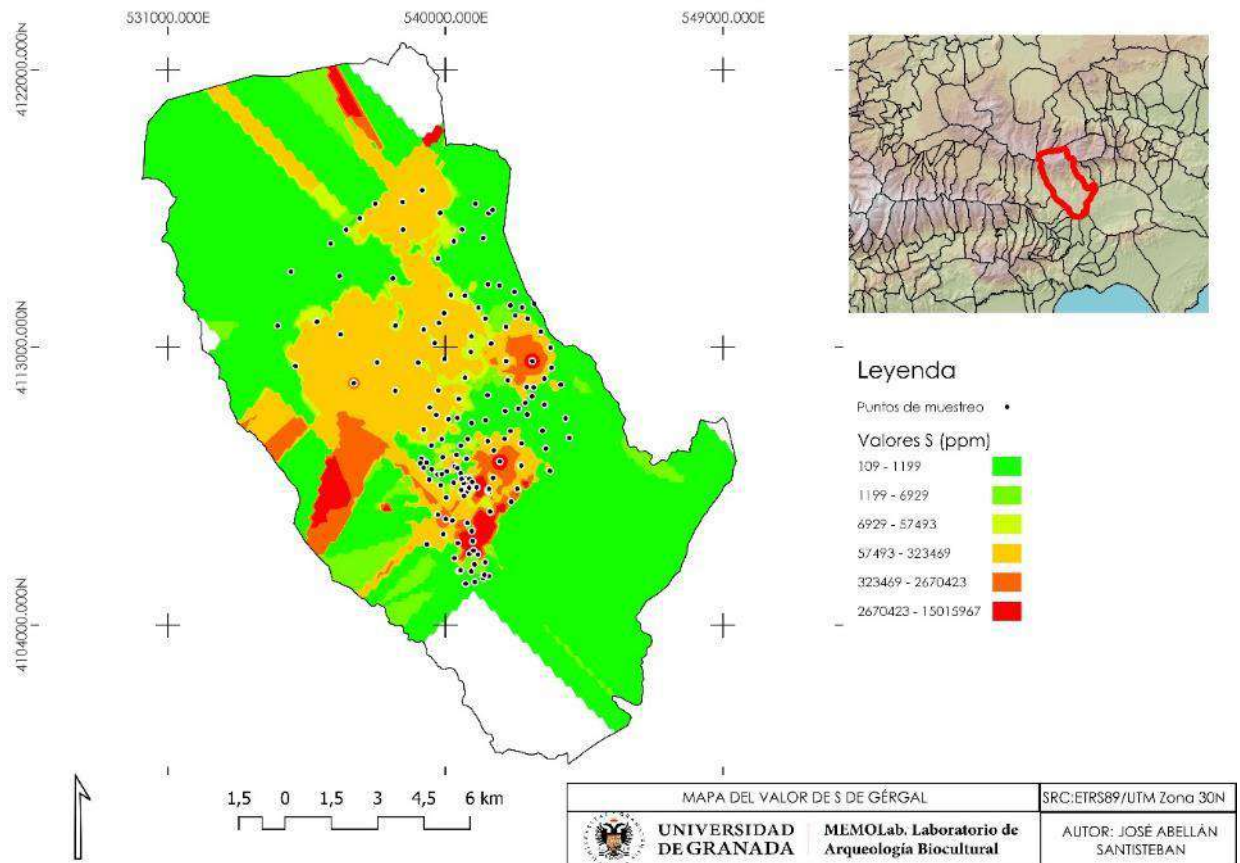 531000.000E 540000.000E 549000.000E
4122000.000N
4113000.000N
4104000.000N
Leyenda
Puntos de muestreo
Valores S (ppm)
109 - 1199
1199 - 6929
6929 - 57493
57493 - 323469
323469 - 2670423
2670423 - 15015967
1,5 0 1,5 3 4,5 6 km
MAPA DEL VALOR DE S DE GÉRGAL
SRC:ETRS89/UTM Zona 30N
UNIVERSIDAD
DE GRANADA
MEMOLab. Laboratorio de
Arqueología Biocultural
AUTOR: JOSÉ ABELLÁN
SANTISTEBAN